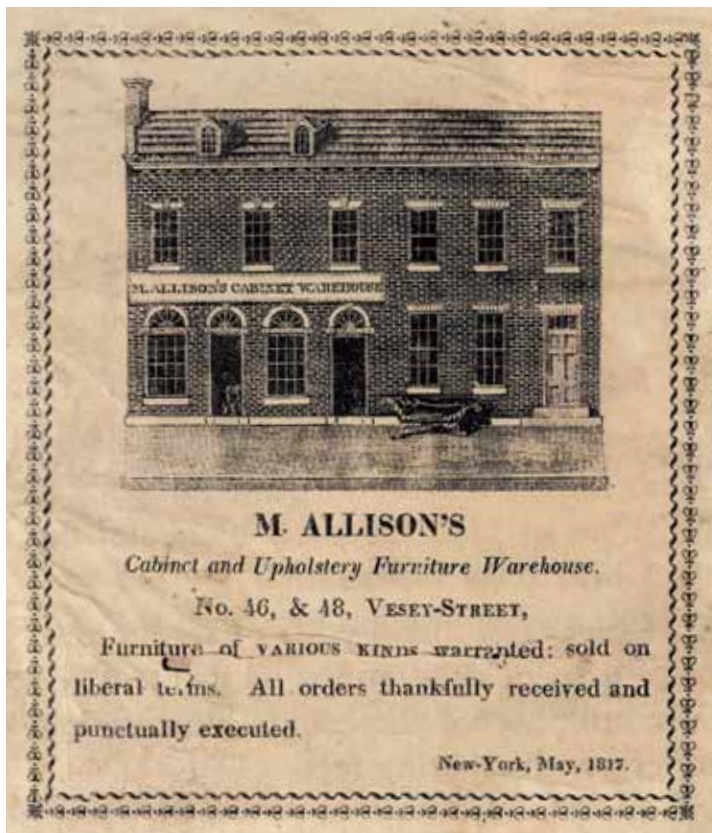 M. ALLISON'S CABINET WAREHOUSE
M. ALLISON'S
Cabinet and Upholstery Furniture Warehouse.
No. 46, & 48, VESEY-STREET,
Furniture of VARIOUS KINDS warranted: sold on
liberal terms. All orders thankfully received and
punctually executed.
New-York, May, 1817.